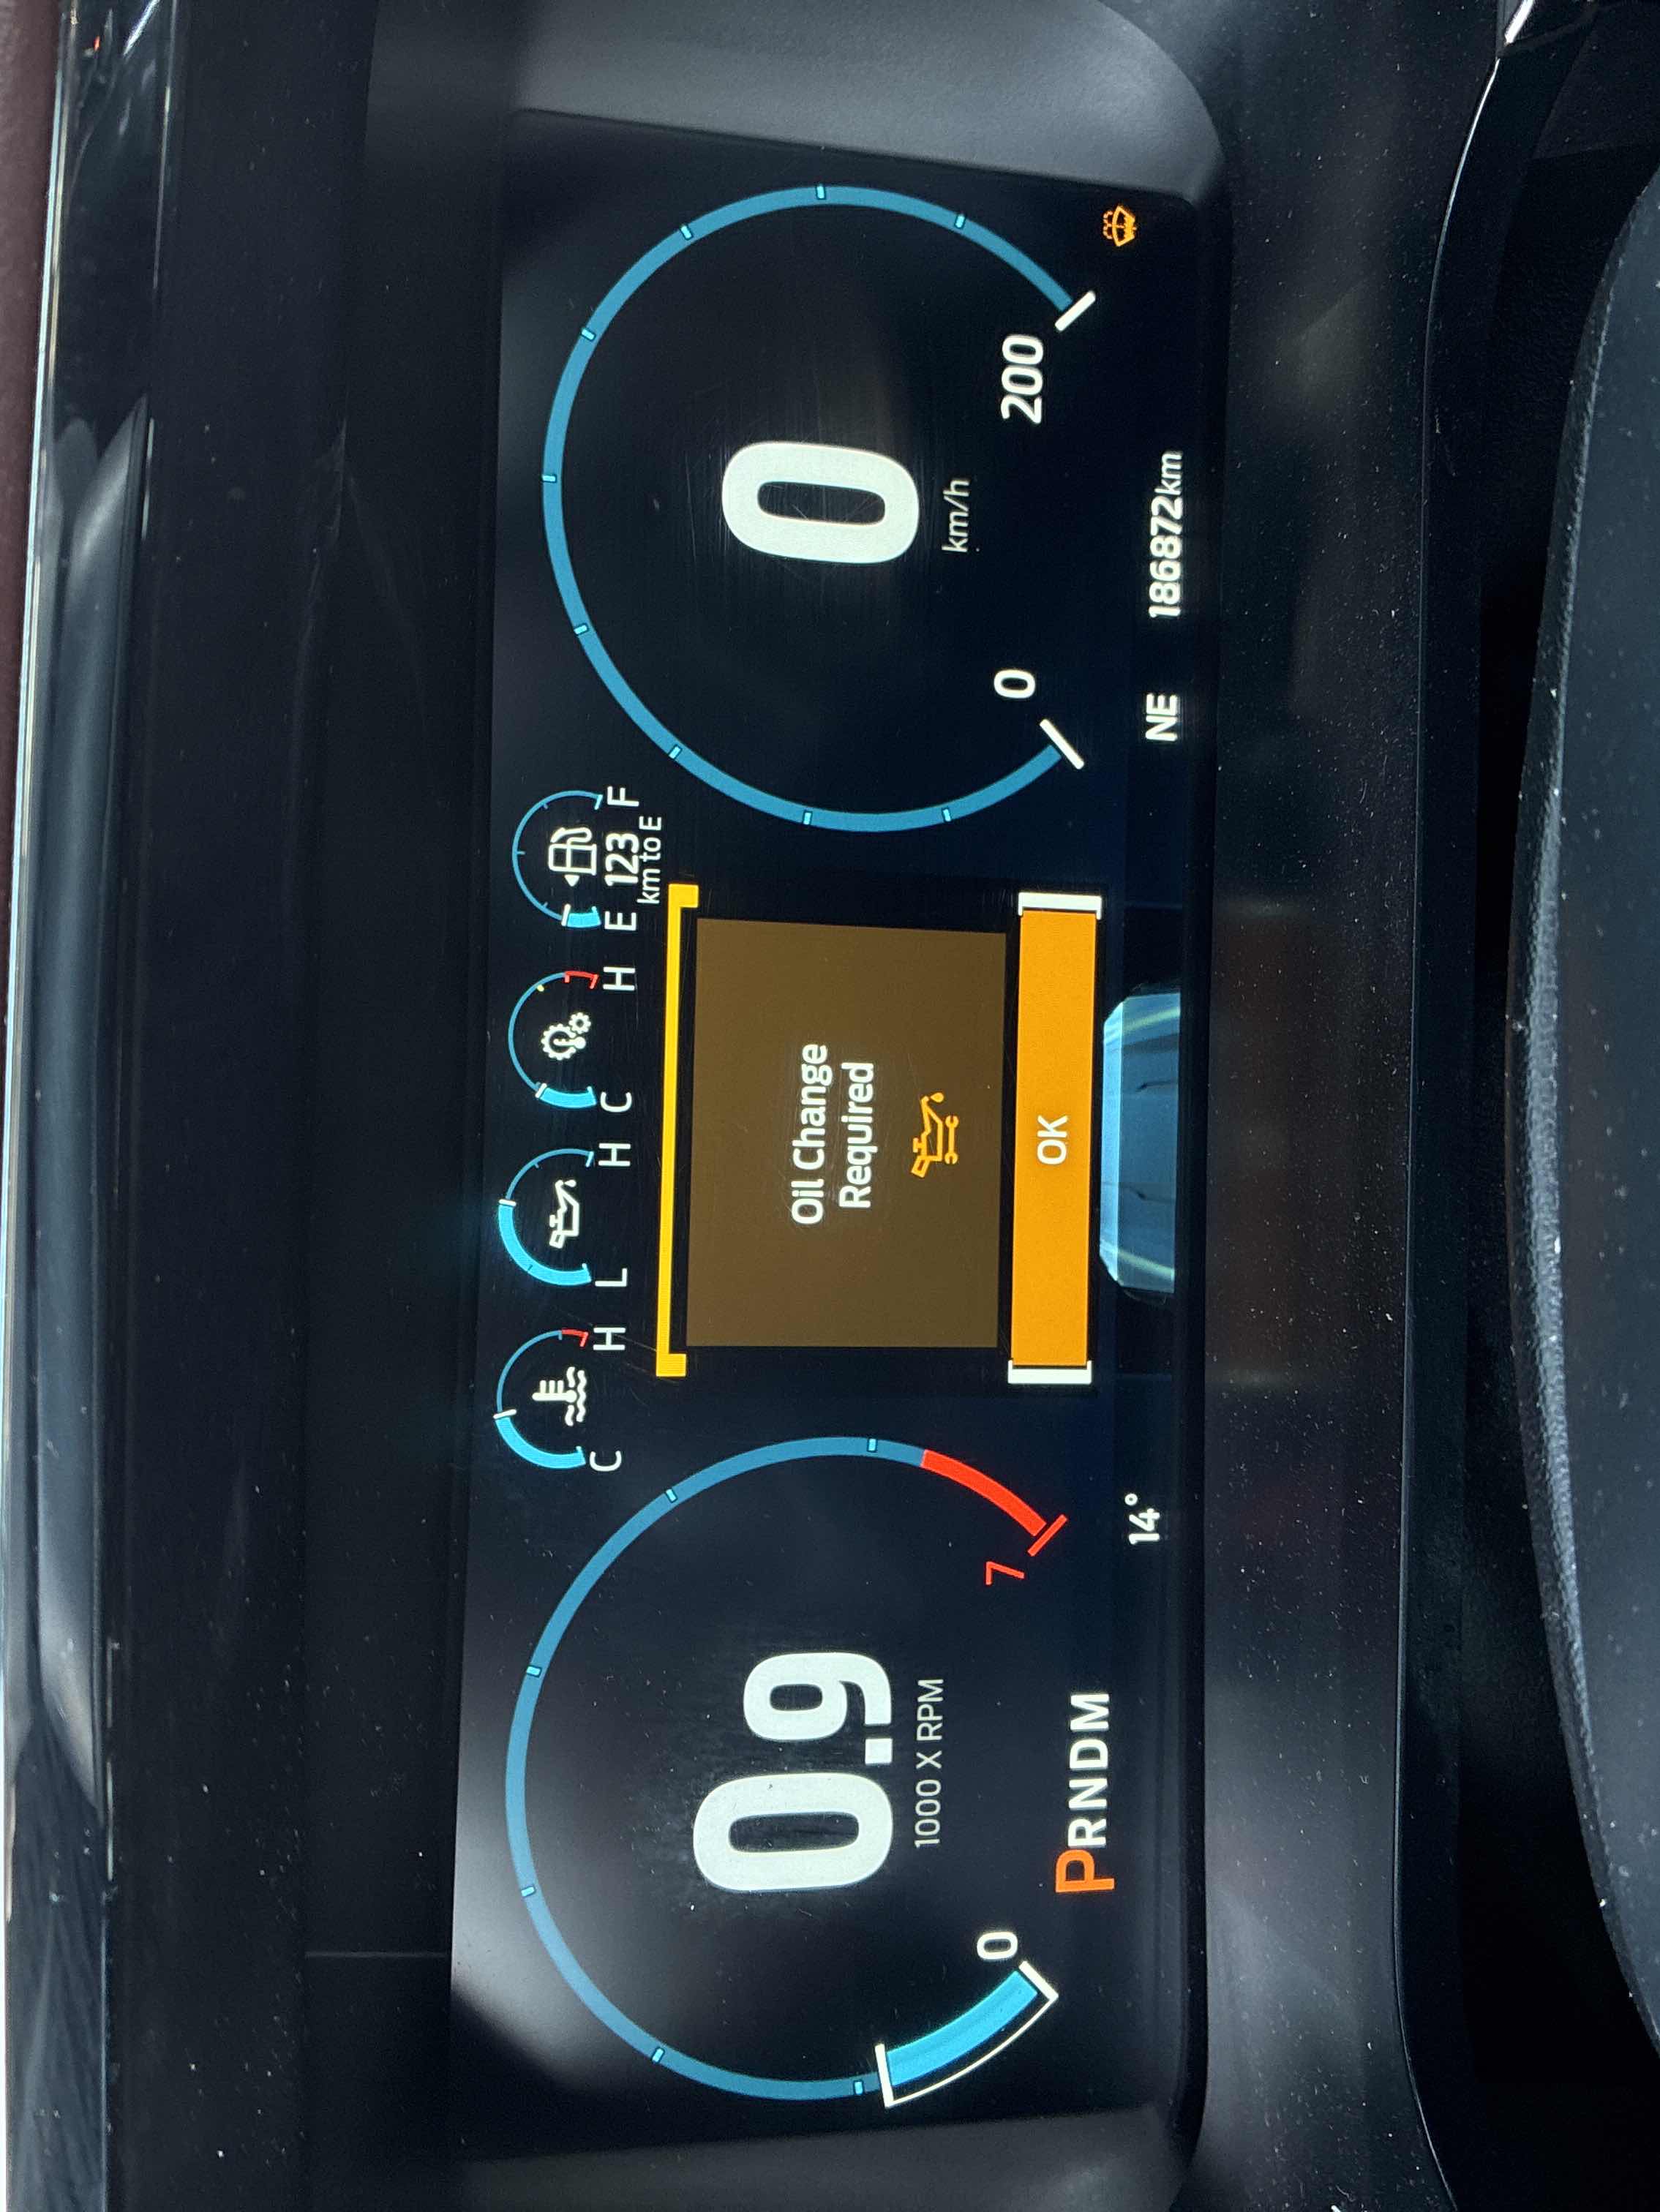 C H
L H
C H
E 123 F
km to E
0.9
1000 X RPM
0 7
Oil Change
Required
OK
0
km/h
0 200
PRNDM
14°
NE 186872km